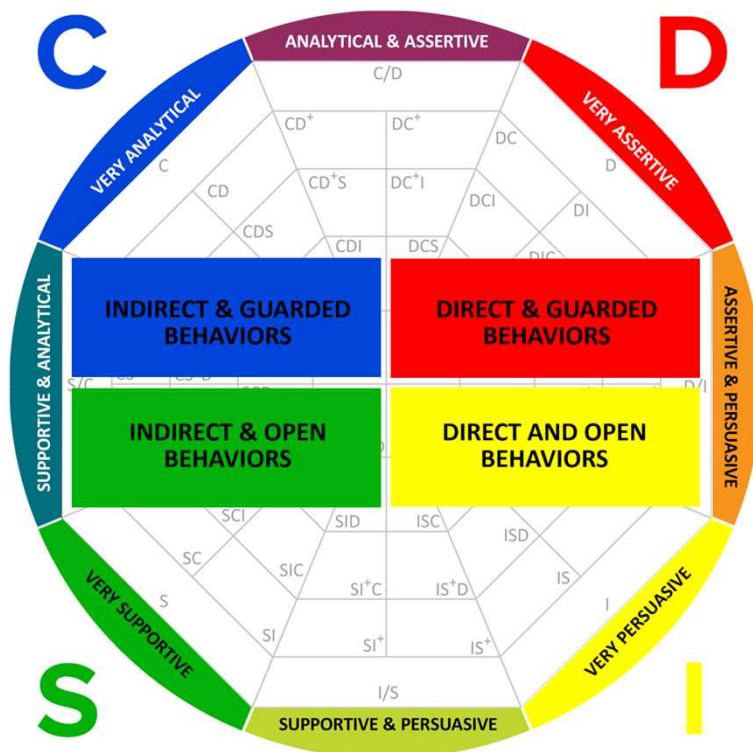 C
D
ANALYTICAL & ASSERTIVE
VERY ANALYTICAL
VERY ASSERTIVE
C/D
CD+
DC+
C
DC
D
CD
CD+S
DC+I
DCI
DI
CDS
CDI
DCS
DIC
INDIRECT & GUARDED
BEHAVIORS
DIRECT & GUARDED
BEHAVIORS
SUPPORTIVE & ANALYTICAL
ASSERTIVE & PERSUASIVE
S/C
D/I
INDIRECT & OPEN
BEHAVIORS
DIRECT AND OPEN
BEHAVIORS
SCI
SID
ISC
ISD
SC
SIC
IS
S
SI+C
IS+D
I
SI
SI+
IS+
VERY SUPPORTIVE
VERY PERSUASIVE
I/S
SUPPORTIVE & PERSUASIVE
S
I